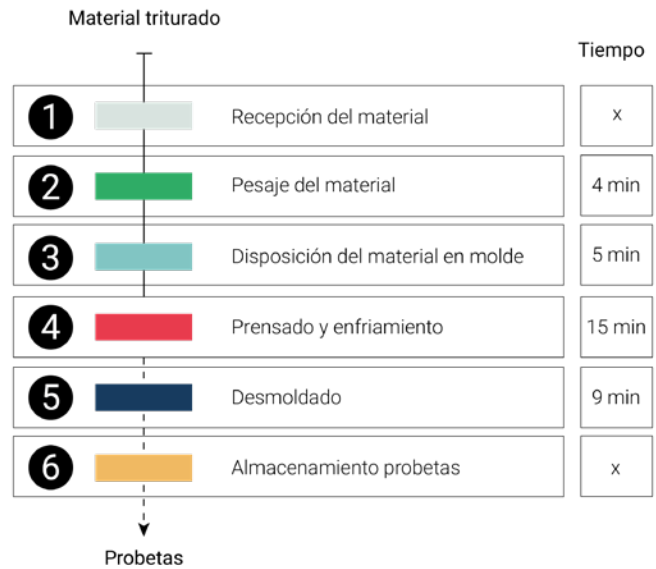 Material triturado
Tiempo
1 Recepción del material x
2 Pesaje del material 4 min
3 Disposición del material en molde 5 min
4 Prensado y enfriamiento 15 min
5 Desmoldado 9 min
6 Almacenamiento probetas x
Probetas